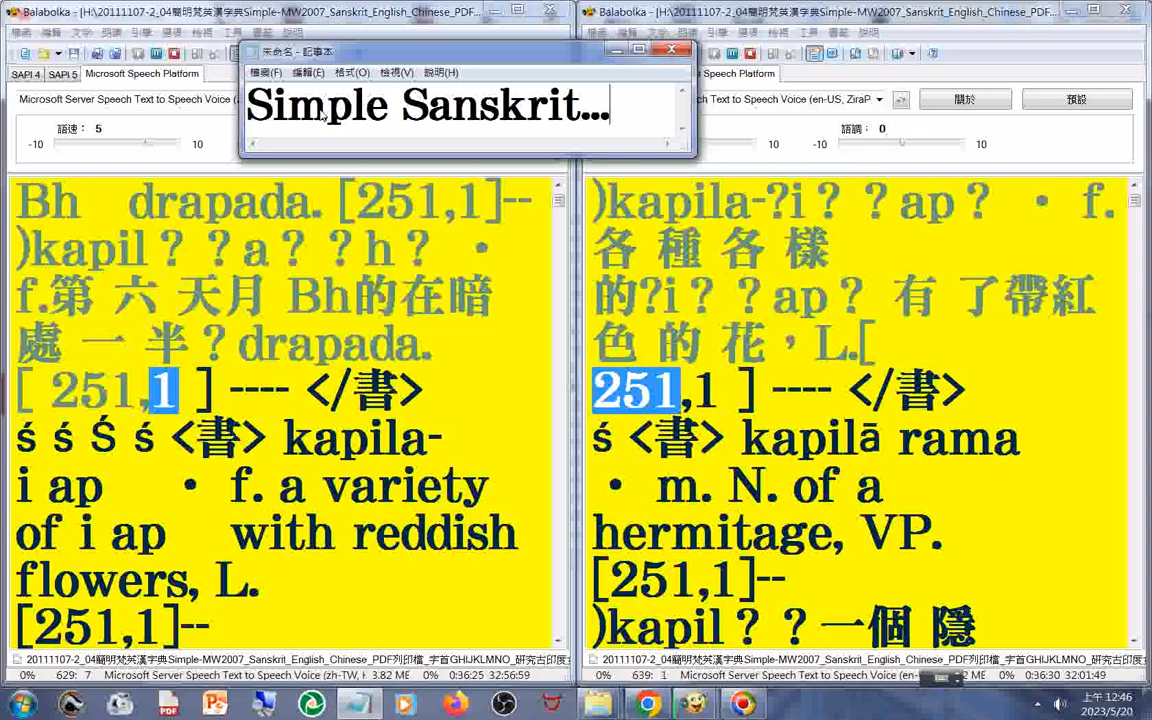 Balabolka - [H:\20111107-2_04簡明梵英漢字典Simple-MW2007_Sanskrit_English_Chinese_PDF...
Balabolka - [H:\20111107-2_04簡明梵英漢字典Simple-MW2007_Sanskrit_English_Chinese_PDF...
未命名 - 記事本
檔案(F) 編輯(E) 格式(O) 檢視(V) 說明(H)
Simple Sanskrit...
SAPI 4 SAPI 5 Microsoft Speech Platform
Speech Platform
Microsoft Server Speech Text to Speech Voice
ch Text to Speech Voice (en-US, ZiraP
關於 預設
語速: 5
-10 10
語調: 0
10 -10 10
Bh drapada. [251,1]--
)kapil？？a？？h？ •
f.第 六 天月 Bh的在暗
處 一 半？drapada.
[ 251,1 ] ---- </書>
ś ś Ś ś <書> kapila-
i ap • f. a variety
of i ap with reddish
flowers, L.
[251,1]--
)kapila-?i？？ap？ • f.
各 種 各 樣
的?i？？ap？ 有 了帶紅
色 的 花，L.[
251,1 ] ---- </書>
ś <書> kapilā rama
• m. N. of a
hermitage, VP.
[251,1]--
)kapil？？一個 隱
20111107-2_04簡明梵英漢字典Simple-MW2007_Sanskrit_English_Chinese_PDF列印檔_字首GHIJKLMNO_研究古印度
20111107-2_04簡明梵英漢字典Simple-MW2007_Sanskrit_English_Chinese_PDF列印檔_字首GHIJKLMNO_研究古印度
0% 629: 7 Microsoft Server Speech Text to Speech Voice (zh-TW, 3.82 MB 0% 0:36:25 32:56:59
0% 639: 1 Microsoft Server Speech Text to Speech Voice (en- 0% 0:36:30 32:01:49
上午 12:46
2023/5/20